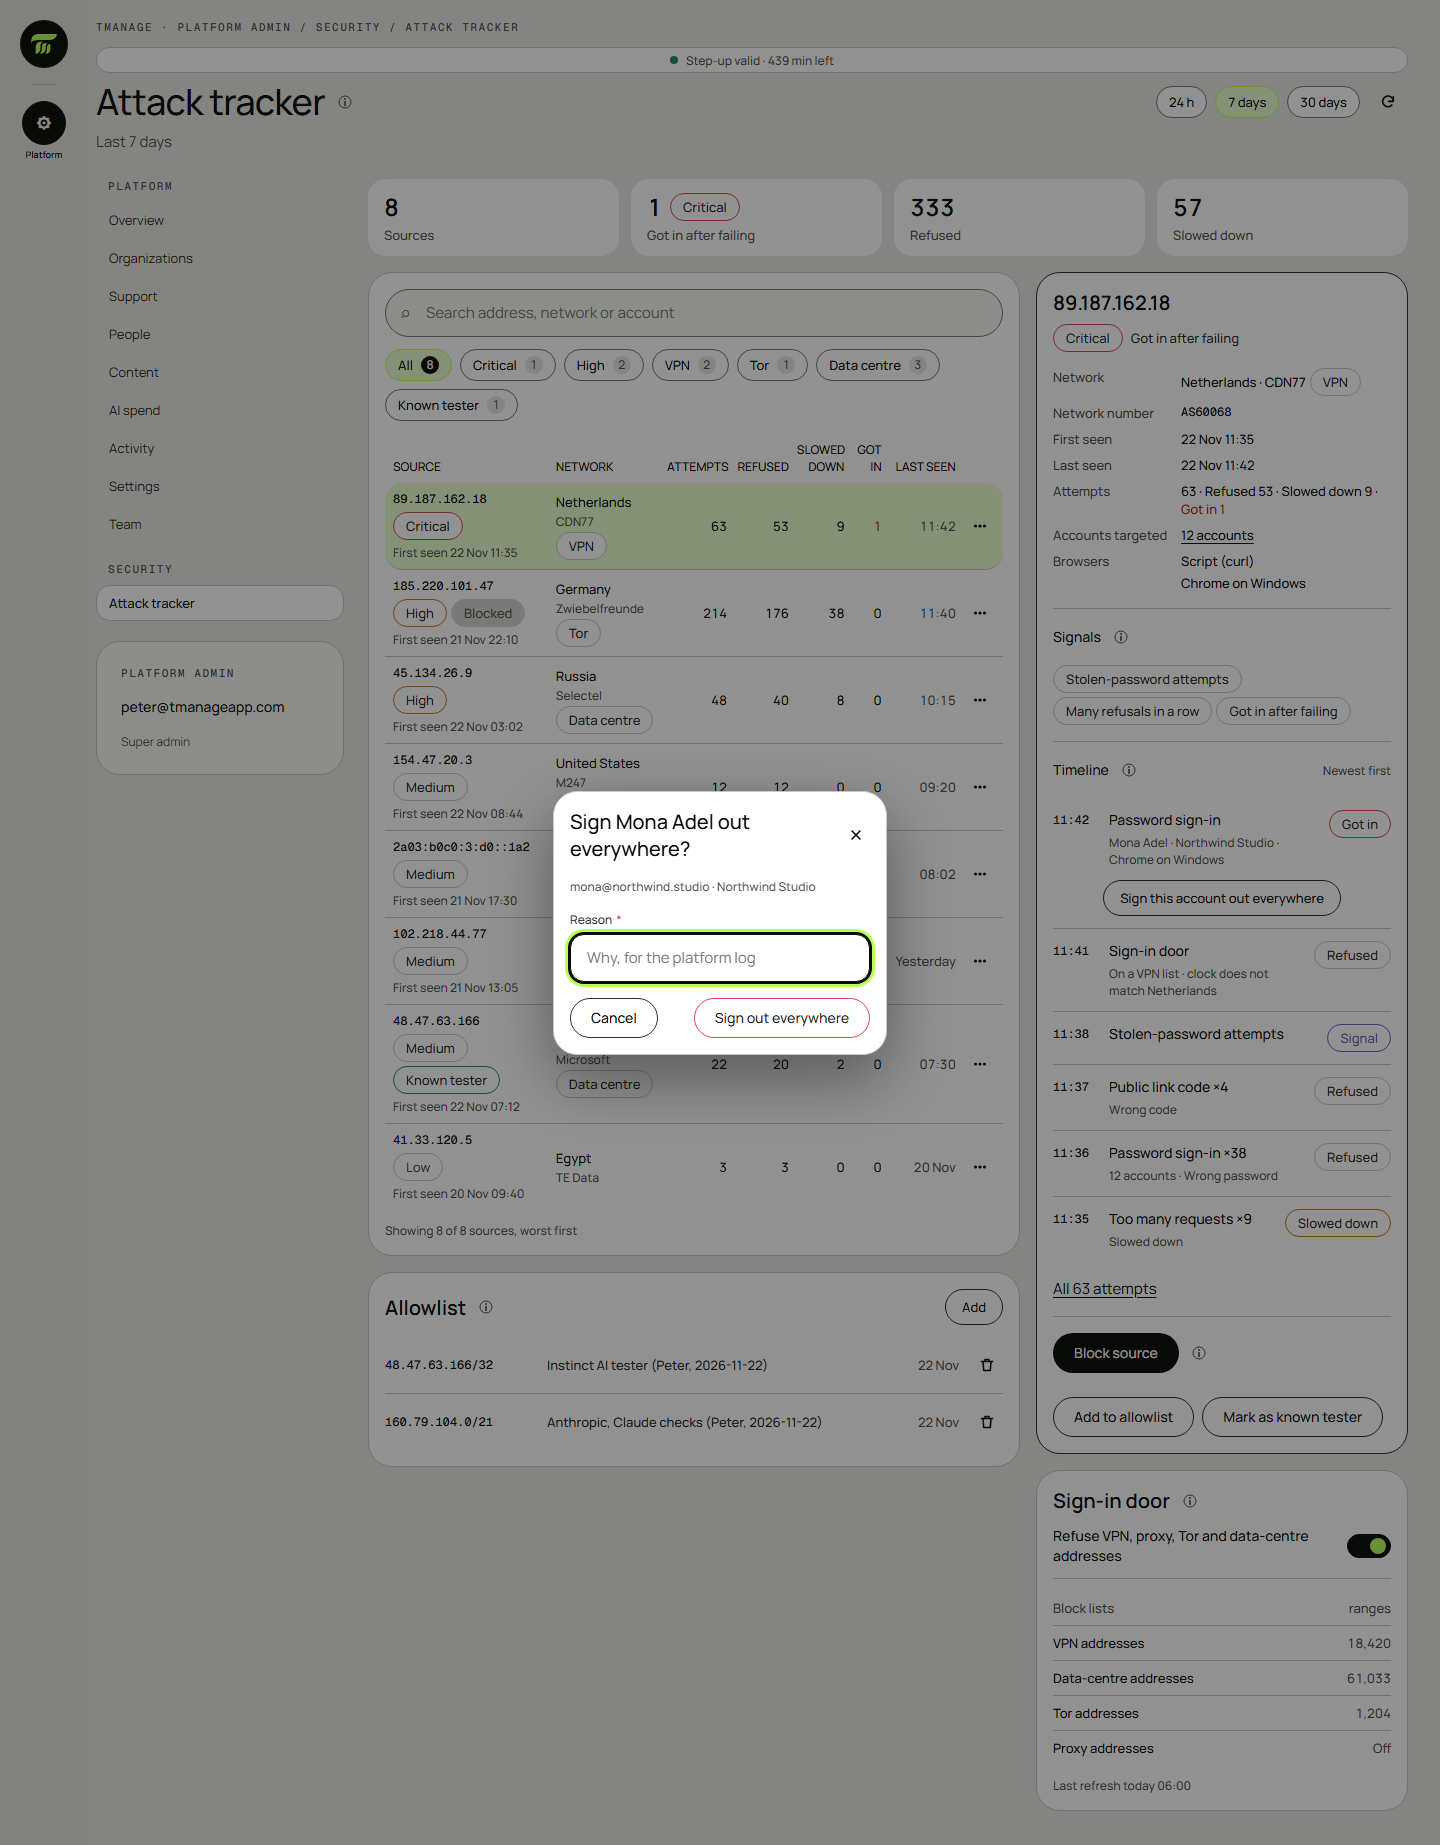 TMANAGE · PLATFORM ADMIN / SECURITY / ATTACK TRACKER
Step-up valid · 439 min left
Attack tracker
24 h
7 days
30 days
Last 7 days
Platform
PLATFORM
Overview
Organizations
Support
People
Content
AI spend
Activity
Settings
Team
SECURITY
Attack tracker
PLATFORM ADMIN
peter@tmanageapp.com
Super admin
8
Sources
1 Critical
Got in after failing
333
Refused
57
Slowed down
Search address, network or account
All 8
Critical 1
High 2
VPN 2
Tor 1
Data centre 3
Known tester 1
SOURCE NETWORK ATTEMPTS REFUSED SLOWED DOWN GOT IN LAST SEEN
89.187.162.18
Critical
First seen 22 Nov 11:35
Netherlands
CDN77
VPN
63 53 9 1 11:42
185.220.101.47
High Blocked
First seen 21 Nov 22:10
Germany
Zwiebelfreunde
Tor
214 176 38 0 11:40
45.134.26.9
High
First seen 22 Nov 03:02
Russia
Selectel
Data centre
48 40 8 0 10:15
154.47.20.3
Medium
First seen 22 Nov 08:44
United States
M247
12 12 0 0 09:20
2a03:b0c0:3:d0::1a2
Medium
First seen 21 Nov 17:30
08:02
102.218.44.77
Medium
First seen 21 Nov 13:05
Yesterday
48.47.63.166
Medium
Known tester
First seen 22 Nov 07:12
Microsoft
Data centre
22 20 2 0 07:30
41.33.120.5
Low
First seen 20 Nov 09:40
Egypt
TE Data
3 3 0 0 20 Nov
Showing 8 of 8 sources, worst first
Sign Mona Adel out
everywhere?
mona@northwind.studio · Northwind Studio
Reason *
Why, for the platform log
Cancel
Sign out everywhere
Allowlist
Add
48.47.63.166/32 Instinct AI tester (Peter, 2026-11-22) 22 Nov
160.79.104.0/21 Anthropic, Claude checks (Peter, 2026-11-22) 22 Nov
89.187.162.18
Critical Got in after failing
Network Netherlands · CDN77 VPN
Network number AS60068
First seen 22 Nov 11:35
Last seen 22 Nov 11:42
Attempts 63 · Refused 53 · Slowed down 9 ·
Got in 1
Accounts targeted 12 accounts
Browsers Script (curl)
Chrome on Windows
Signals
Stolen-password attempts
Many refusals in a row
Got in after failing
Timeline
Newest first
11:42 Password sign-in Got in
Mona Adel · Northwind Studio ·
Chrome on Windows
Sign this account out everywhere
11:41 Sign-in door Refused
On a VPN list · clock does not
match Netherlands
11:38 Stolen-password attempts Signal
11:37 Public link code ×4 Refused
Wrong code
11:36 Password sign-in ×38 Refused
12 accounts · Wrong password
11:35 Too many requests ×9 Slowed down
Slowed down
All 63 attempts
Block source
Add to allowlist
Mark as known tester
Sign-in door
Refuse VPN, proxy, Tor and data-centre
addresses
Block lists ranges
VPN addresses 18,420
Data-centre addresses 61,033
Tor addresses 1,204
Proxy addresses Off
Last refresh today 06:00